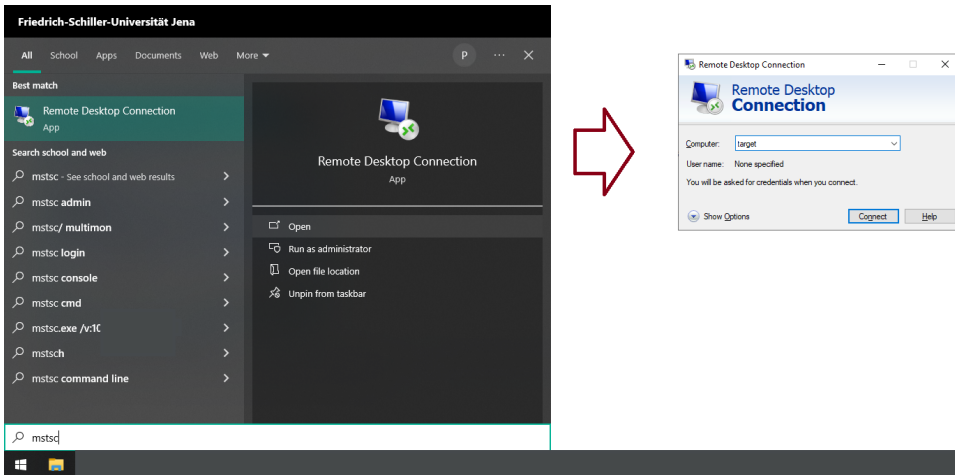 Friedrich-Schiller-Universität Jena
All School Apps Documents Web More P ... ×
Best match
Remote Desktop Connection
App
Search school and web
mstsc - See school and web results
mstsc admin
mstsc/ multimon
mstsc login
mstsc console
mstsc cmd
mstsc.exe /v:10
mstsch
mstsc command line
mstsc
Remote Desktop Connection
App
Open
Run as administrator
Open file location
Unpin from taskbar
Remote Desktop Connection
Remote Desktop
Connection
Computer: target
User name: None specified
You will be asked for credentials when you connect.
Show Options Connect Help